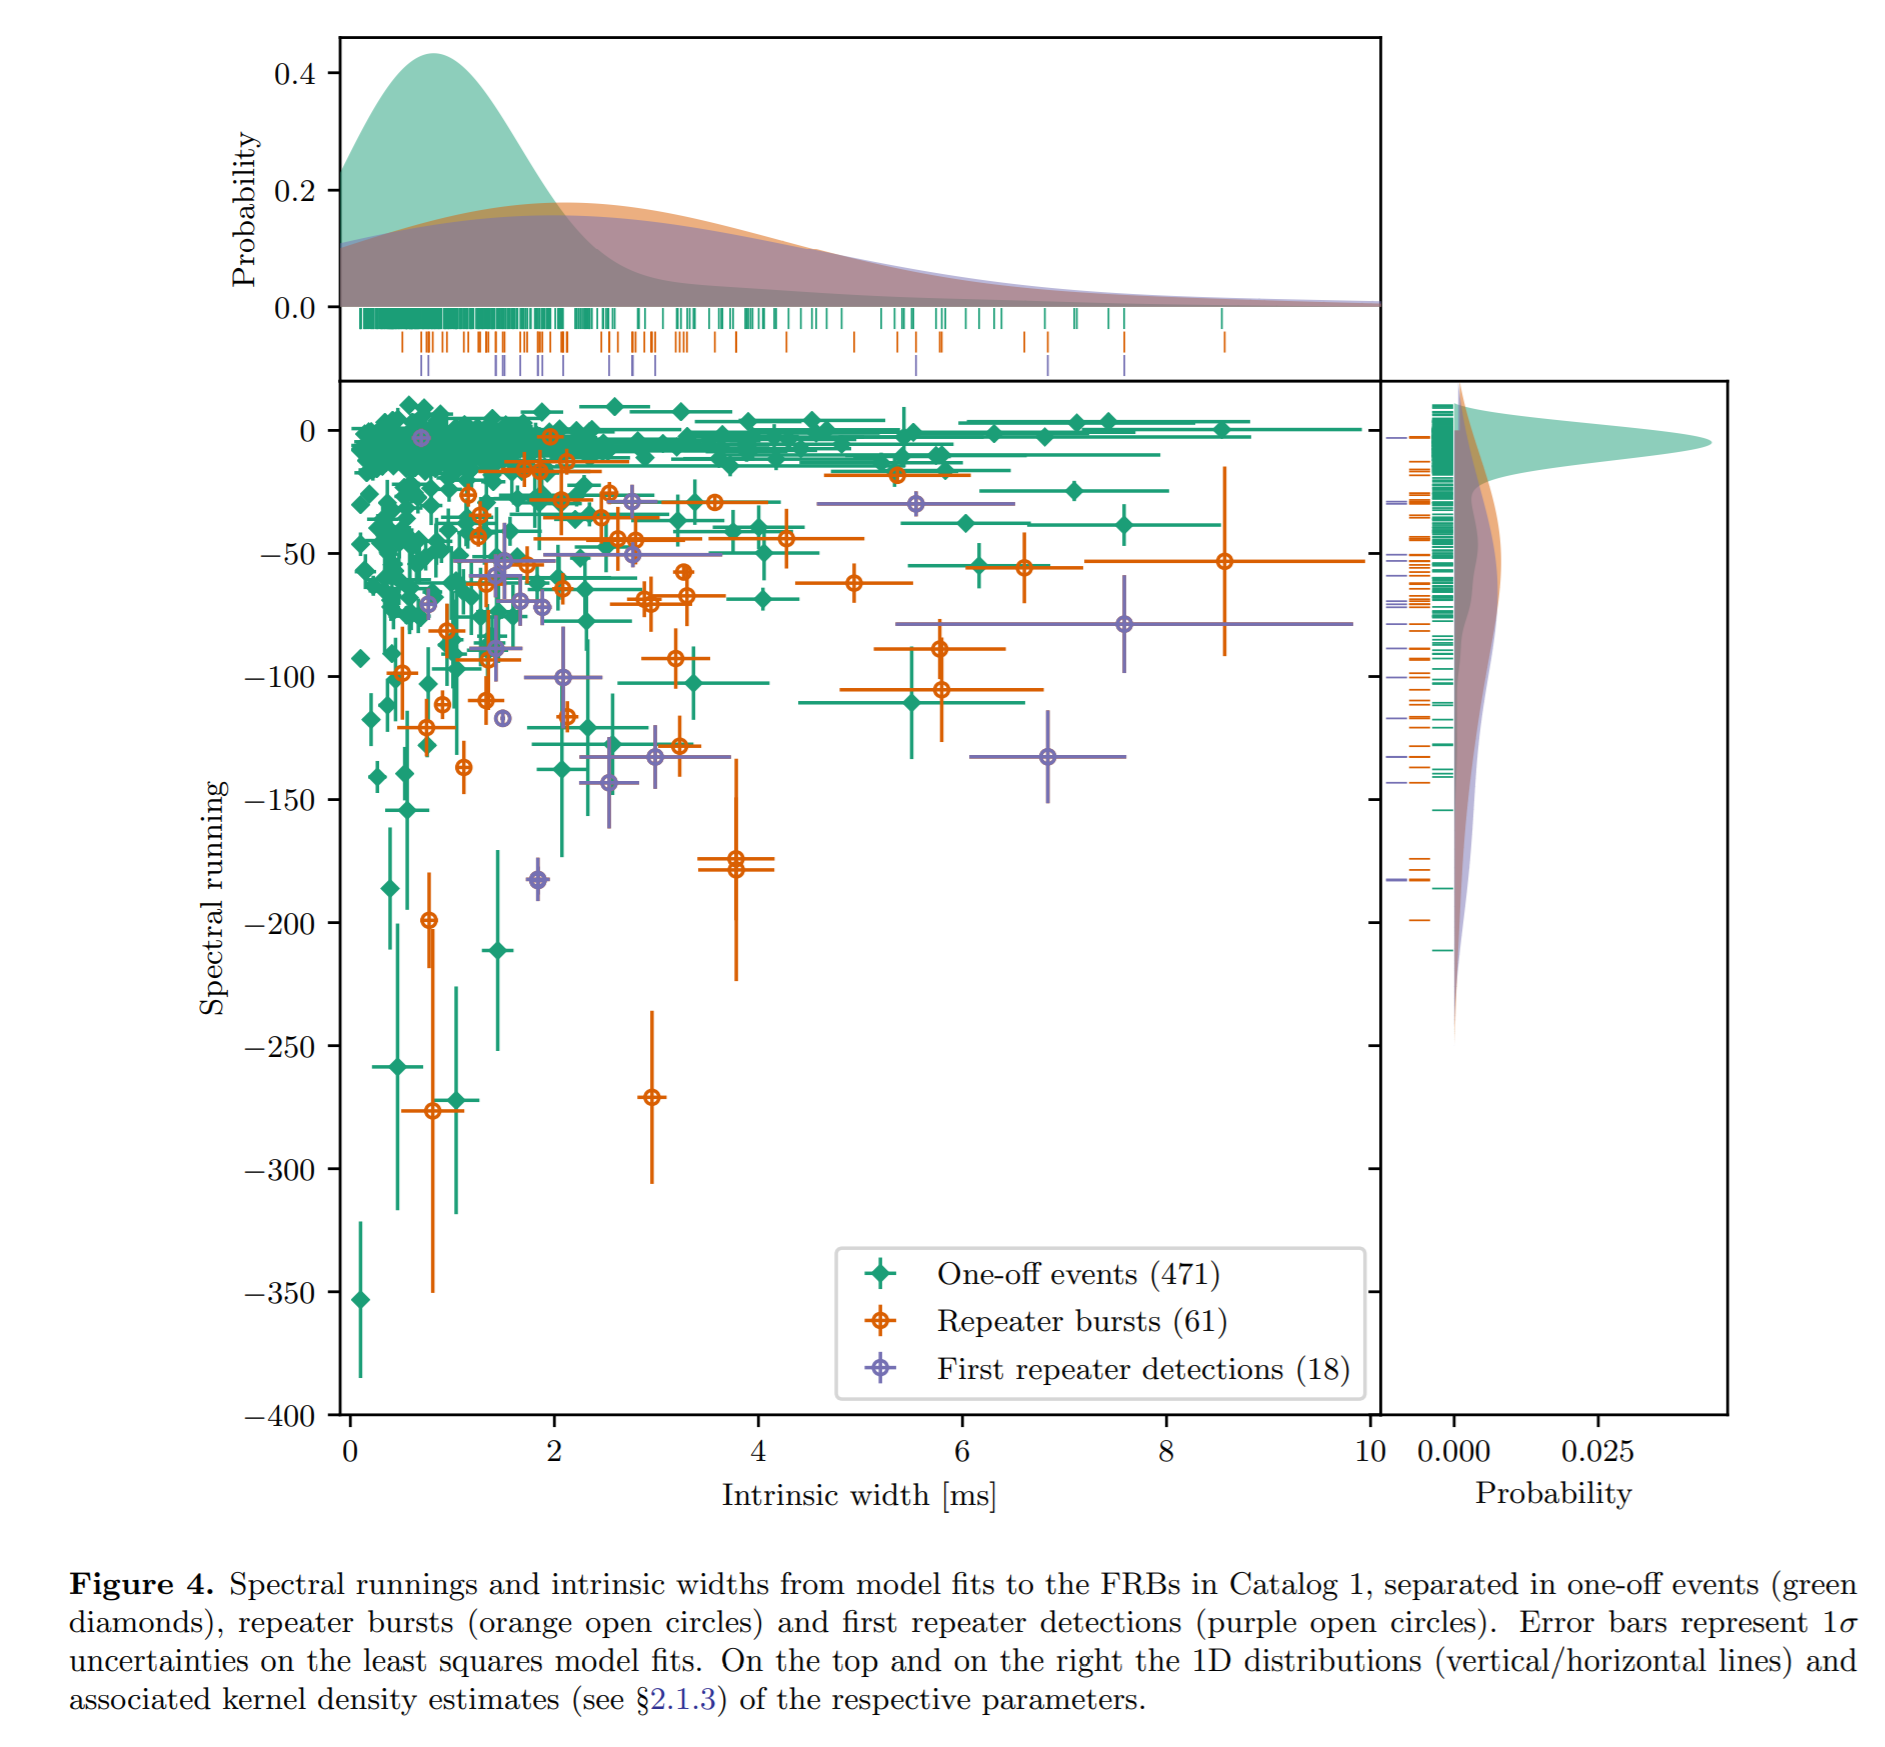 0.4
0.2
0.0
Probability
0
−50
−100
−150
−200
−250
−300
−350
−400
Spectral running
One-off events (471)
Repeater bursts (61)
First repeater detections (18)
0 2 4 6 8 10 0.000 0.025
Intrinsic width [ms] Probability
Figure 4. Spectral runnings and intrinsic widths from model fits to the FRBs in Catalog 1, separated in one-off events (green
diamonds), repeater bursts (orange open circles) and first repeater detections (purple open circles). Error bars represent 1σ
uncertainties on the least squares model fits. On the top and on the right the 1D distributions (vertical/horizontal lines) and
associated kernel density estimates (see §2.1.3) of the respective parameters.